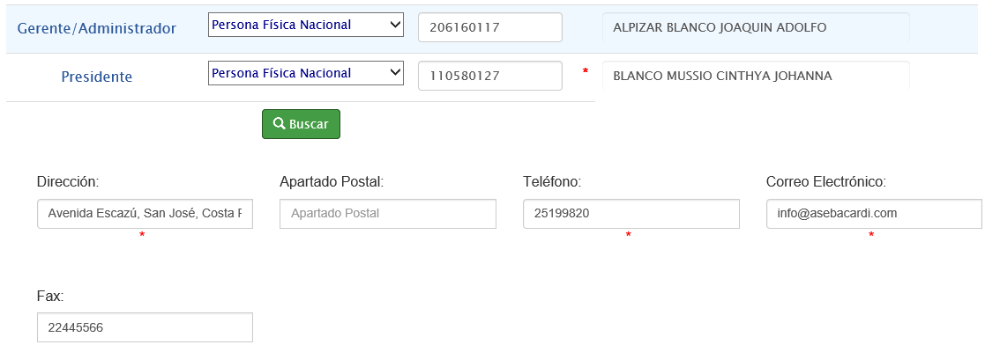 Gerente/Administrador Persona Física Nacional 206160117 ALPIZAR BLANCO JOAQUIN ADOLFO
Presidente Persona Física Nacional 110580127 * BLANCO MUSSIO CINTHYA JOHANNA
Buscar
Dirección: Apartado Postal: Teléfono: Correo Electrónico:
Avenida Escazú, San José, Costa Apartado Postal 25199820 info@asebacardi.com
* * *
Fax:
22445566